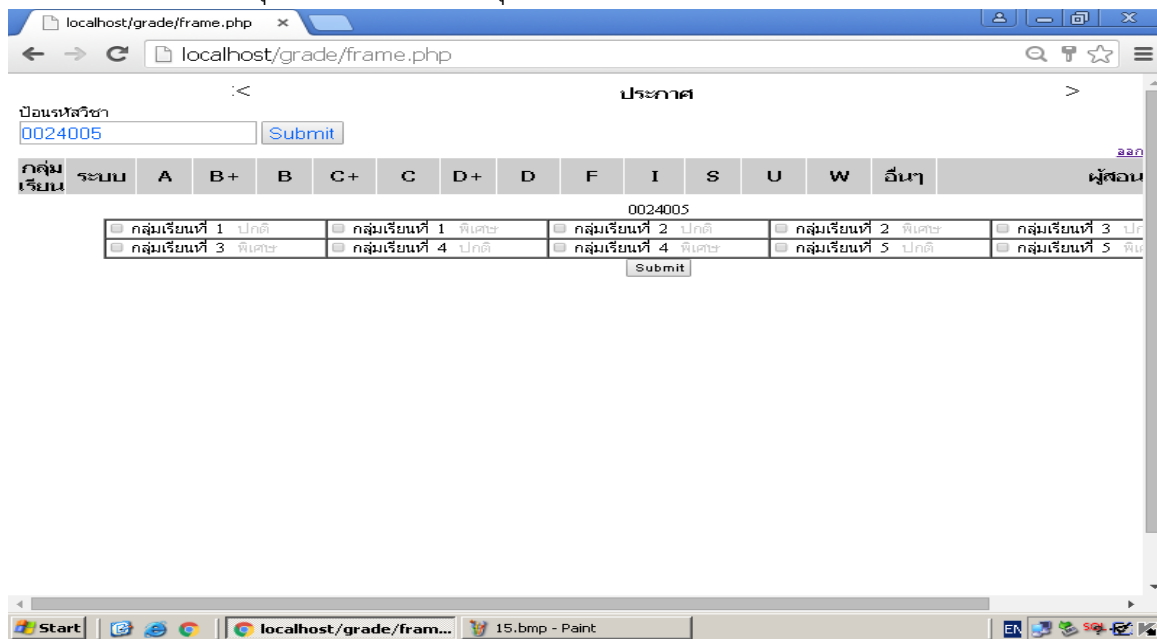 localhost/grade/frame.php
localhost/grade/frame.php
:< ประกาศ >
ป้อนรหัสวิชา
0024005 Submit
ออก
กลุ่มเรียน ระบบ A B+ B C+ C D+ D F I S U W อื่นๆ ผู้สอน
0024005
กลุ่มเรียนที่ 1 ปกติ กลุ่มเรียนที่ 1 พิเศษ กลุ่มเรียนที่ 2 ปกติ กลุ่มเรียนที่ 2 พิเศษ กลุ่มเรียนที่ 3
กลุ่มเรียนที่ 3 พิเศษ กลุ่มเรียนที่ 4 ปกติ กลุ่มเรียนที่ 4 พิเศษ กลุ่มเรียนที่ 5 ปกติ กลุ่มเรียนที่ 5
Submit
Start localhost/grade/fram... 15.bmp - Paint EN